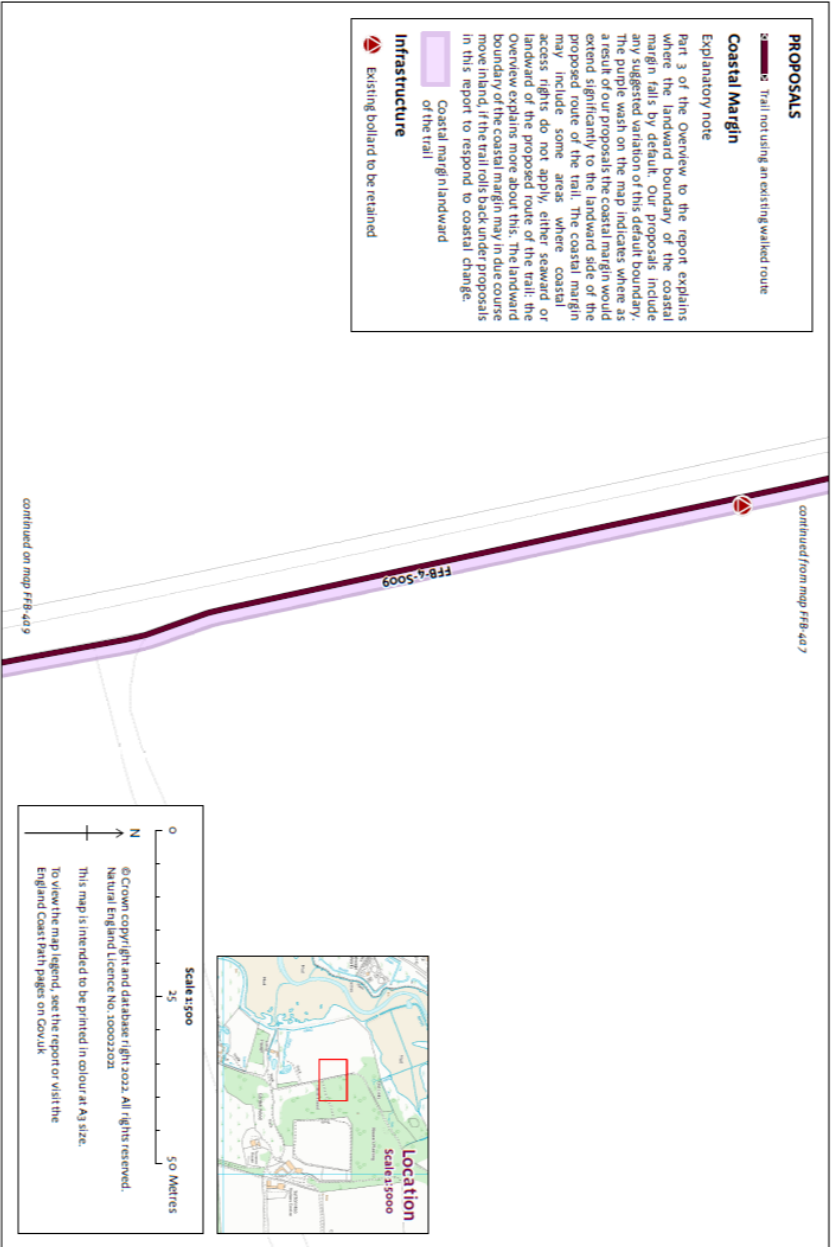 PROPOSALS
Trail not using an existing walked route
Coastal Margin
Explanatory note
Part 3 of the Overview to the report explains
where the landward boundary of the coastal
margin falls by default. Our proposals include
any suggested variation of this default boundary.
The purple wash on the map indicates where as
a result of our proposals the coastal margin would
extend significantly to the landward side of the
proposed route of the trail. The coastal margin
may include some areas where coastal
access rights do not apply, either seaward or
landward of the proposed route of the trail: the
Overview explains more about this. The landward
boundary of the coastal margin may in due course
move inland, if the trail rolls back under proposals
in this report to respond to coastal change.
Coastal margin landward
of the trail
Infrastructure
Existing bollard to be retained
continued from map FFB-4a 7
FFB-4-S009
continued on map FFB-4a 9
Location
Scale 1:5000
Scale 1:500
0 25 50 Metres
N
© Crown copyright and database right 2022. All rights reserved.
Natural England Licence No. 100022021
This map is intended to be printed in colour at A3 size.
To view the map legend, see the report or visit the
England Coast Path pages on Gov.uk